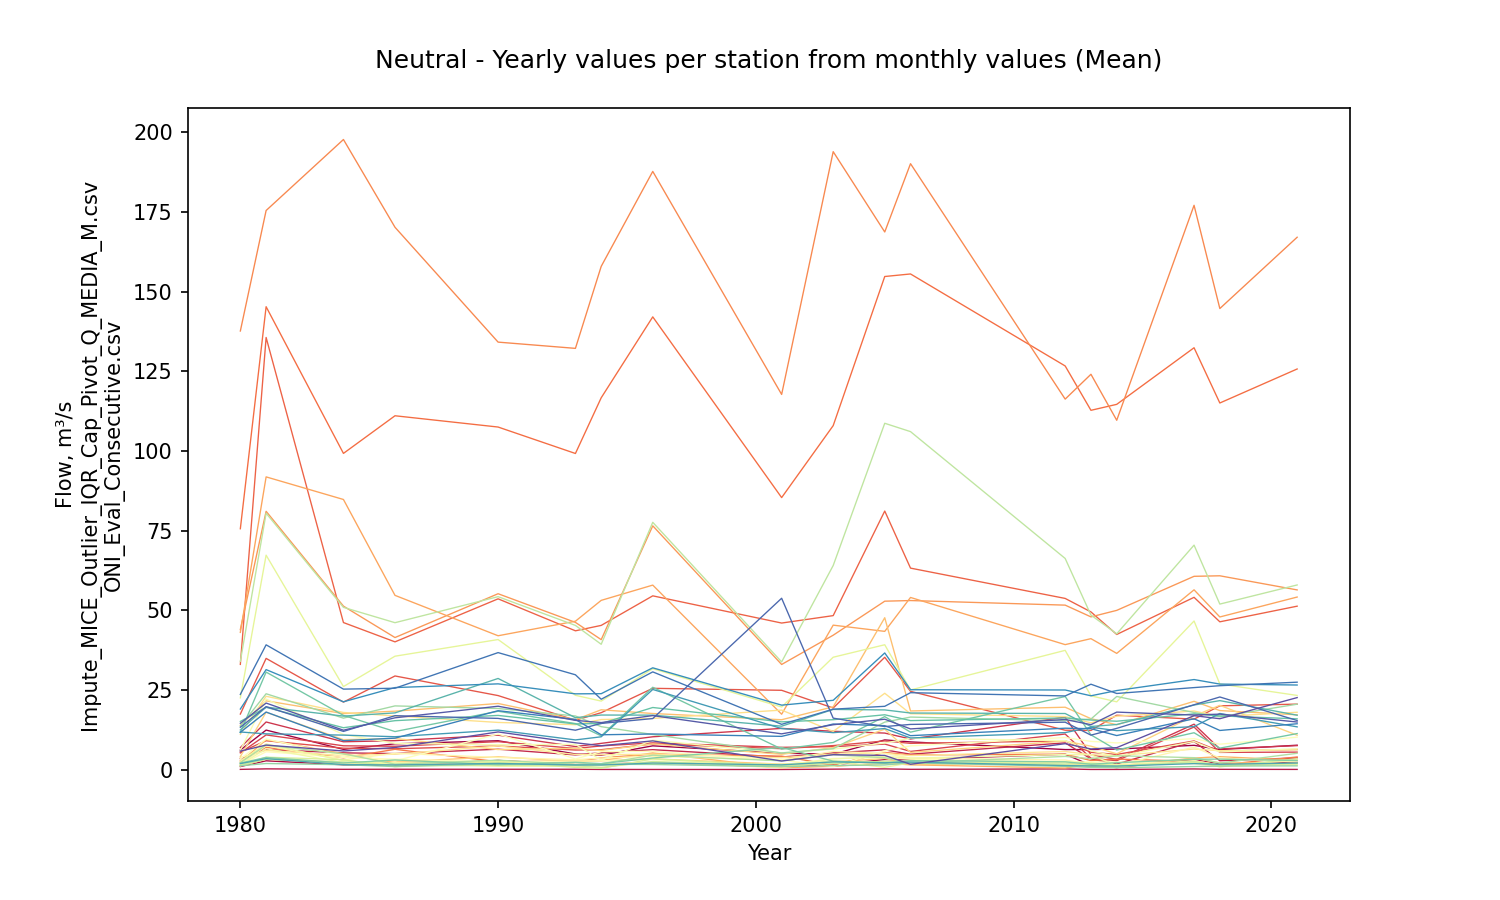 Neutral - Yearly values per station from monthly values (Mean)
Flow, m³/s
Impute_MICE_Outlier_IQR_Cap_Pivot_Q_MEDIA_M.csv
ONI_Eval_Consecutive.csv
200
175
150
125
100
75
50
25
0
1980
1990
2000
2010
2020
Year